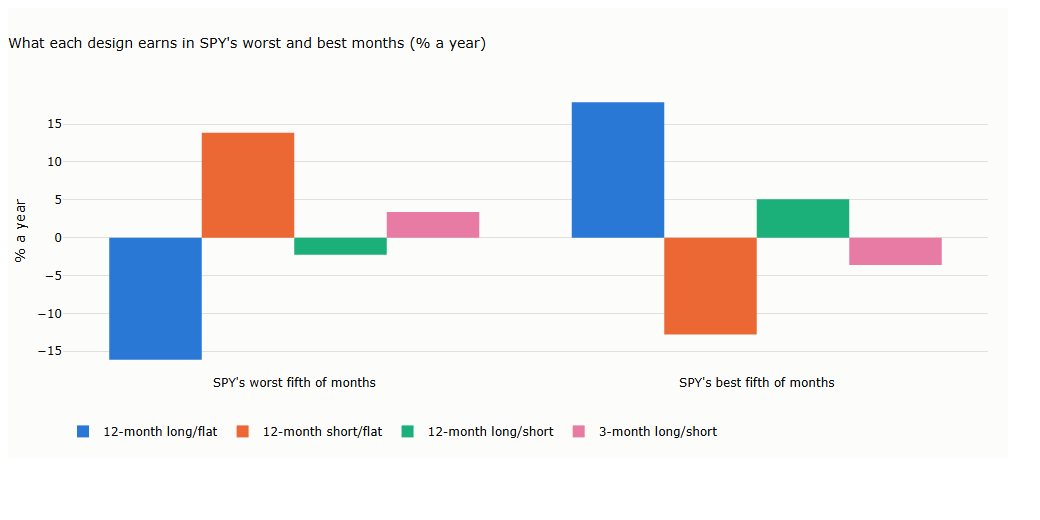 What each design earns in SPY's worst and best months (% a year)
% a year
15
10
5
0
−5
−10
−15
SPY's worst fifth of months
SPY's best fifth of months
12-month long/flat
12-month short/flat
12-month long/short
3-month long/short